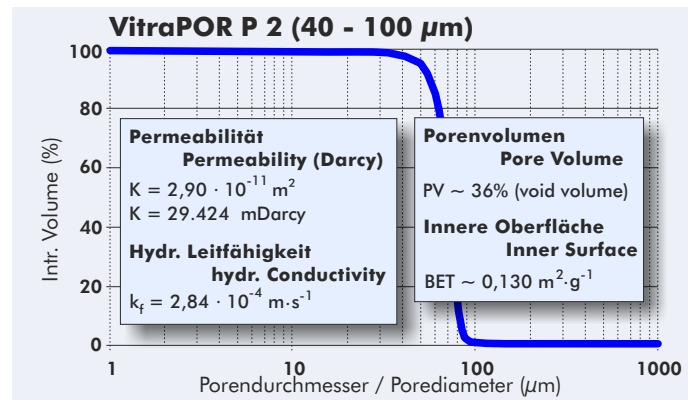 VitraPOR P 2 (40 - 100 µm)
Intr. Volume (%)
100
80
60
40
20
0
Permeabilität
Permeability (Darcy)
K = 2,90 · 10⁻¹¹ m²
K = 29.424 mDarcy
Hydr. Leitfähigkeit
hydr. Conductivity
k_f = 2,84 · 10⁻⁴ m·s⁻¹
Porenvolumen
Pore Volume
PV ~ 36% (void volume)
Innere Oberfläche
Inner Surface
BET ~ 0,130 m²·g⁻¹
1 10 100 1000
Porendurchmesser / Porediameter (µm)